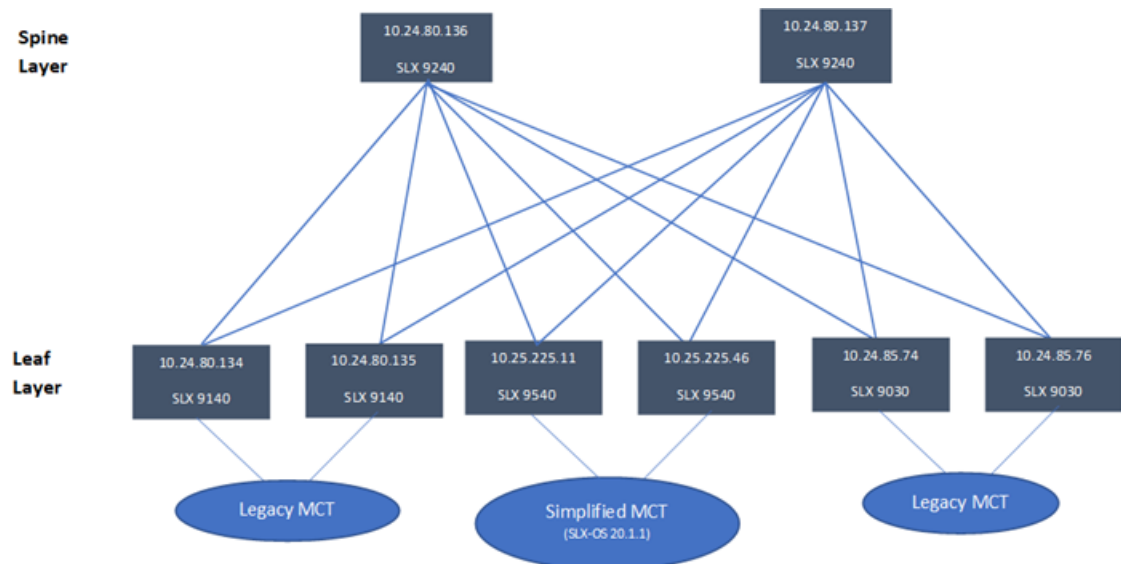 Spine
Layer
10.24.80.136
SLX 9240
10.24.80.137
SLX 9240
Leaf
Layer
10.24.80.134
SLX 9140
10.24.80.135
SLX 9140
10.25.225.11
SLX 9540
10.25.225.46
SLX 9540
10.24.85.74
SLX 9030
10.24.85.76
SLX 9030
Legacy MCT
Simplified MCT
(SLX-OS 20.1.1)
Legacy MCT